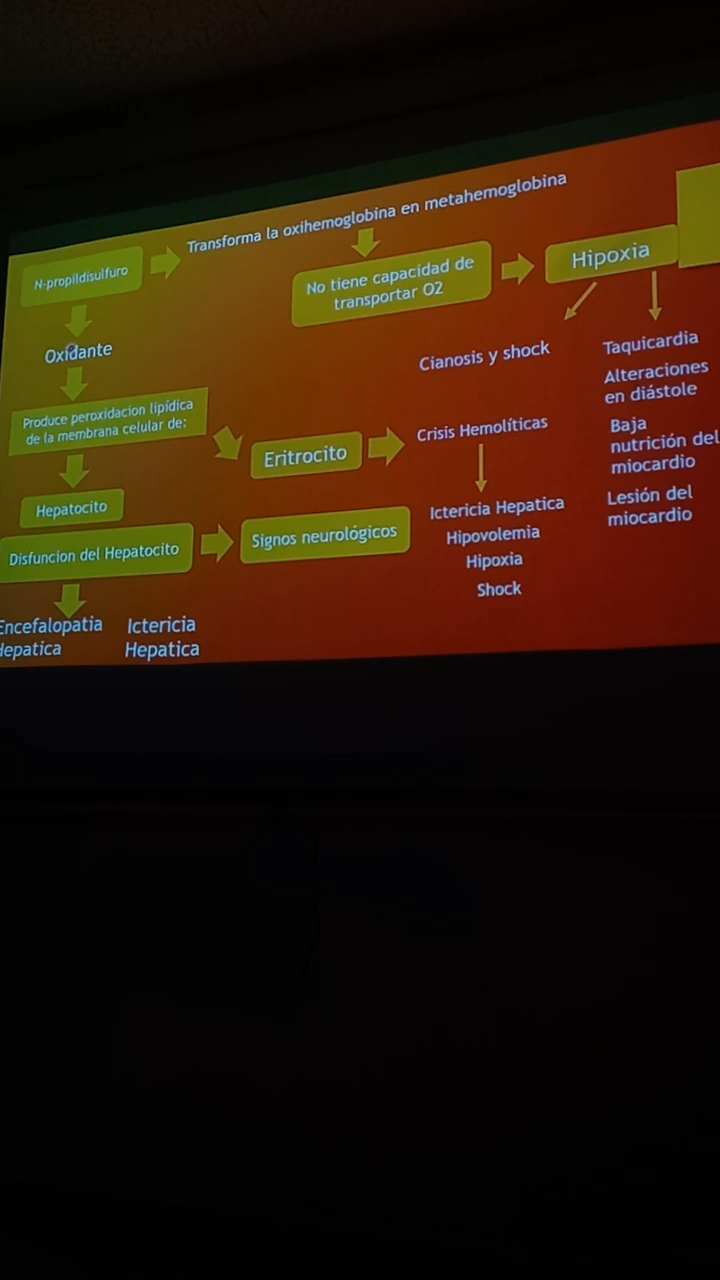 Transforma la oxihemoglobina en metahemoglobina
N-propildisulfuro
No tiene capacidad de
transportar O2
Hipoxia
Oxidante
Cianosis y shock
Taquicardia
Alteraciones
en diástole
Baja
nutrición del
miocardio
Lesión del
miocardio
Produce peroxidacion lipídica
de la membrana celular de:
Eritrocito
Crisis Hemolíticas
Hepatocito
Disfuncion del Hepatocito
Signos neurológicos
Ictericia Hepatica
Hipovolemia
Hipoxia
Shock
Encefalopatia
Hepatica
Ictericia
Hepatica